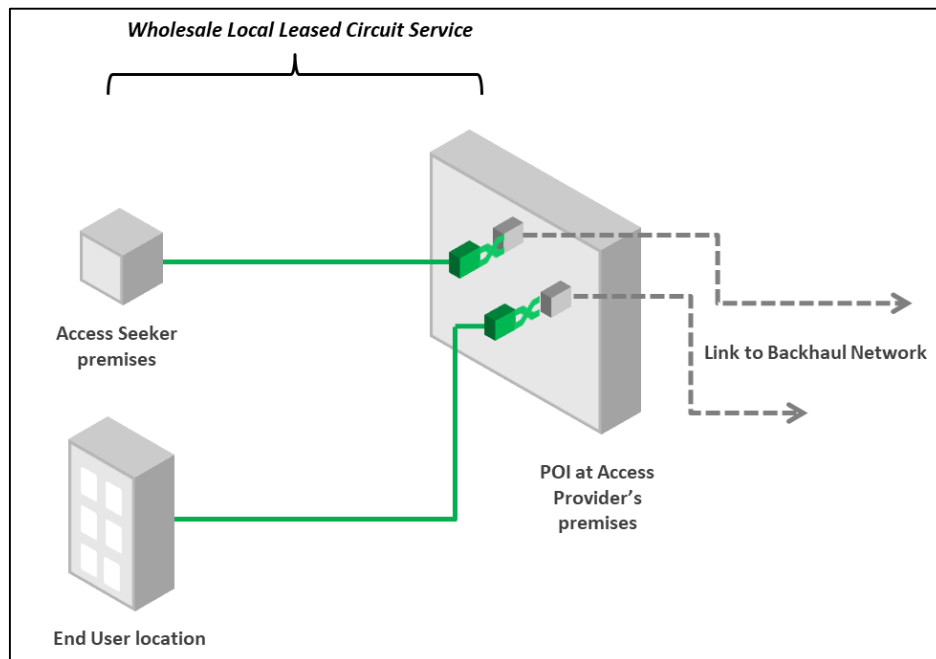 Wholesale Local Leased Circuit Service
Access Seeker
premises
Link to Backhaul Network
POI at Access
Provider’s
premises
End User location